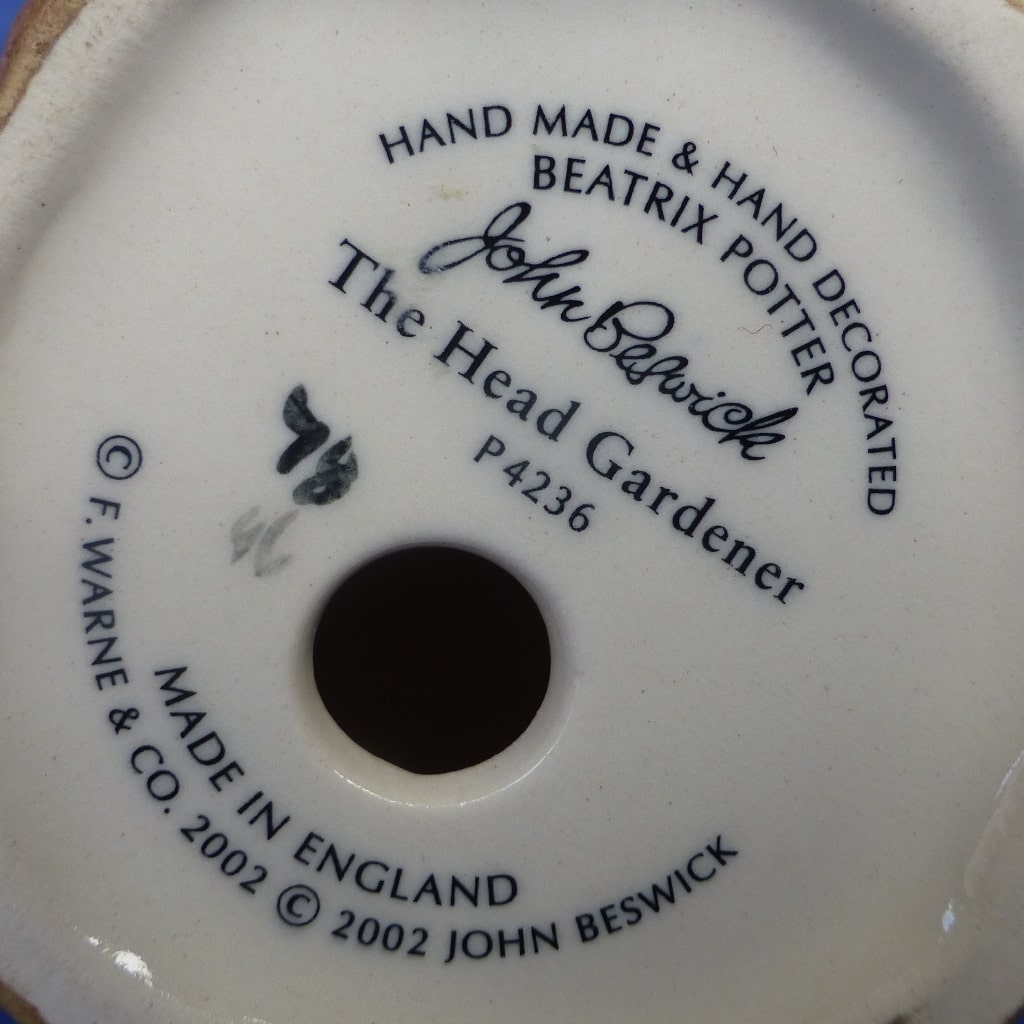 HAND MADE & HAND DECORATED
BEATRIX POTTER
John Beswick
The Head Gardener
P 4236
MADE IN ENGLAND
© F. WARNE & CO. 2002 © 2002 JOHN BESWICK